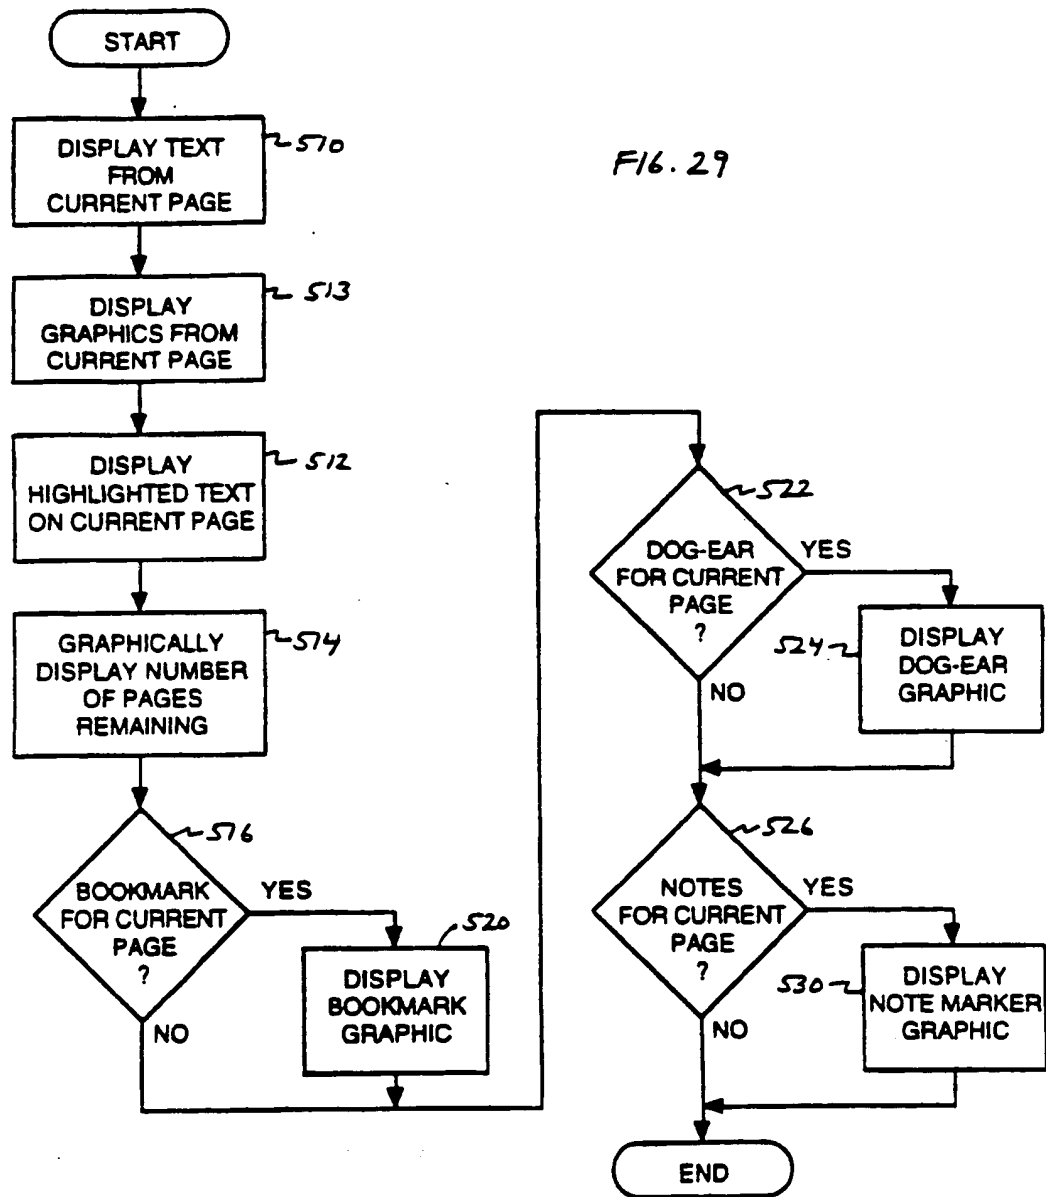 START
DISPLAY TEXT
FROM
CURRENT PAGE
510
FIG. 29
DISPLAY
GRAPHICS FROM
CURRENT PAGE
513
DISPLAY
HIGHLIGHTED TEXT
ON CURRENT PAGE
512
GRAPHICALLY
DISPLAY NUMBER
OF PAGES
REMAINING
514
BOOKMARK
FOR CURRENT
PAGE
?
516
YES
NO
DISPLAY
BOOKMARK
GRAPHIC
520
DOG-EAR
FOR CURRENT
PAGE
?
522
YES
NO
DISPLAY
DOG-EAR
GRAPHIC
524
NOTES
FOR CURRENT
PAGE
?
526
YES
NO
DISPLAY
NOTE MARKER
GRAPHIC
530
END